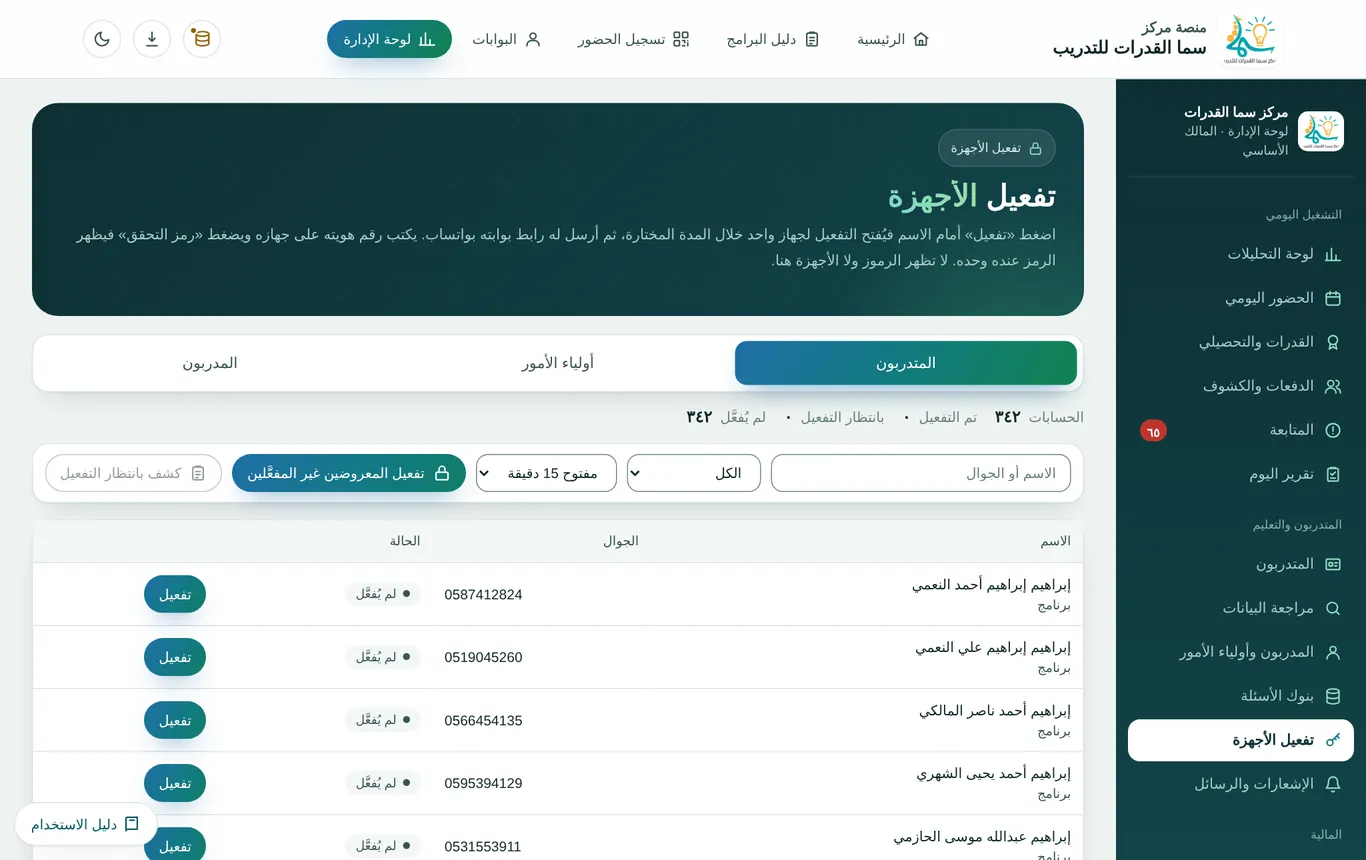 منصة مركز
سما القدرات للتدريب
الرئيسية
دليل البرامج
تسجيل الحضور
البوابات
لوحة الإدارة
مركز سما القدرات
لوحة الإدارة · المالك
الأساسي
التشغيل اليومي
لوحة التحليلات
الحضور اليومي
القدرات والتحصيلي
الدفعات والكشوف
المتابعة ٦٥
تقرير اليوم
المتدربون والتعليم
المتدربون
مراجعة البيانات
المدربون وأولياء الأمور
بنوك الأسئلة
تفعيل الأجهزة
الإشعارات والرسائل
المالية
تفعيل الأجهزة
تفعيل الأجهزة
اضغط «تفعيل» أمام الاسم فيُفتح التفعيل لجهاز واحد خلال المدة المختارة، ثم أرسل له رابط بوابته بواتساب. يكتب رقم هويته على جهازه ويضغط «رمز التحقق» فيظهر
الرمز عنده وحده. لا تظهر الرموز ولا الأجهزة هنا.
المتدربون
أولياء الأمور
المدربون
الحسابات ٣٤٢ تم التفعيل ٠ بانتظار التفعيل ٠ لم يُفعَّل ٣٤٢
الاسم أو الجوال
الكل
مفتوح 15 دقيقة
تفعيل المعروضين غير المفعَّلين
كشف بانتظار التفعيل
الاسم الجوال الحالة
إبراهيم إبراهيم أحمد النعمي 0587412824 لم يُفعَّل تفعيل
برنامج
إبراهيم إبراهيم علي النعمي 0519045260 لم يُفعَّل تفعيل
برنامج
إبراهيم أحمد ناصر المالكي 0566454135 لم يُفعَّل تفعيل
برنامج
إبراهيم أحمد يحيى الشهري 0595394129 لم يُفعَّل تفعيل
برنامج
إبراهيم عبدالله موسى الحازمي 0531553911 لم يُفعَّل تفعيل
برنامج
دليل الاستخدام